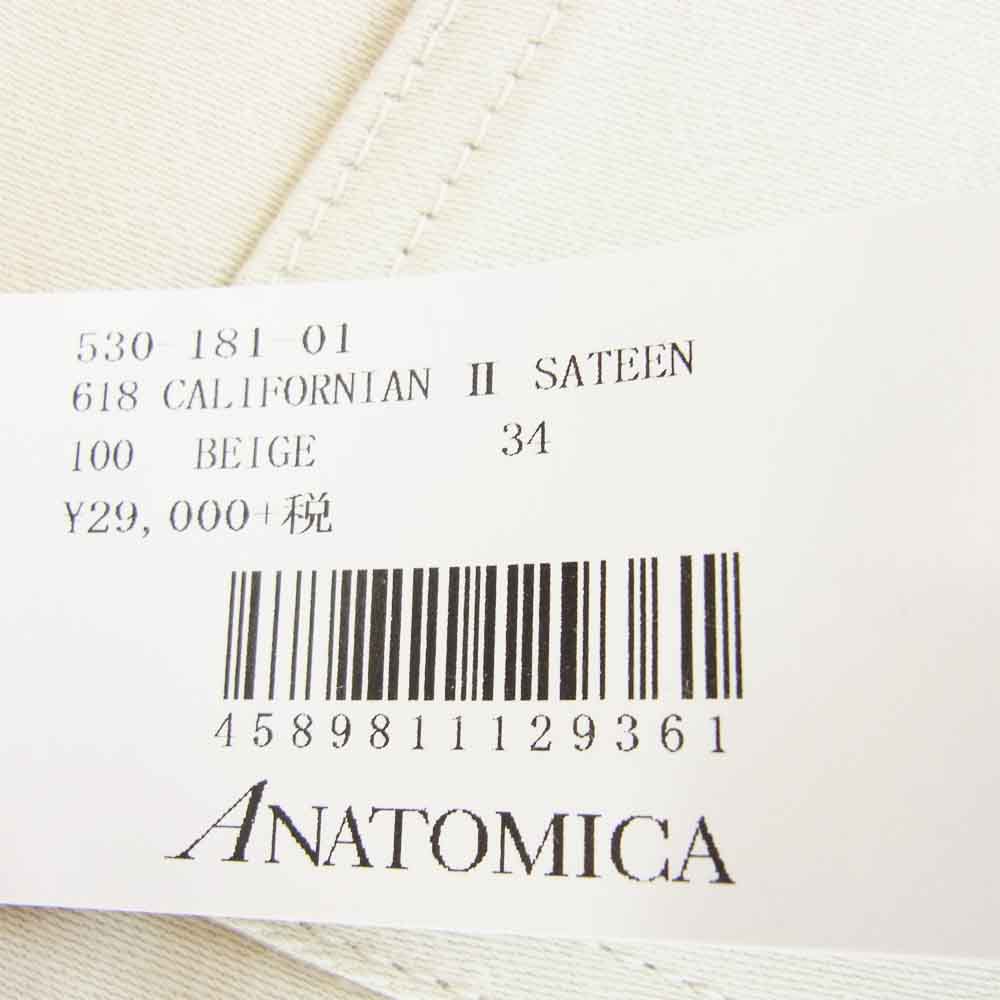 530-181-01
618 CALIFORNIAN II SATEEN
100 BEIGE 34
¥29,000+税
4589811129361
ANATOMICA